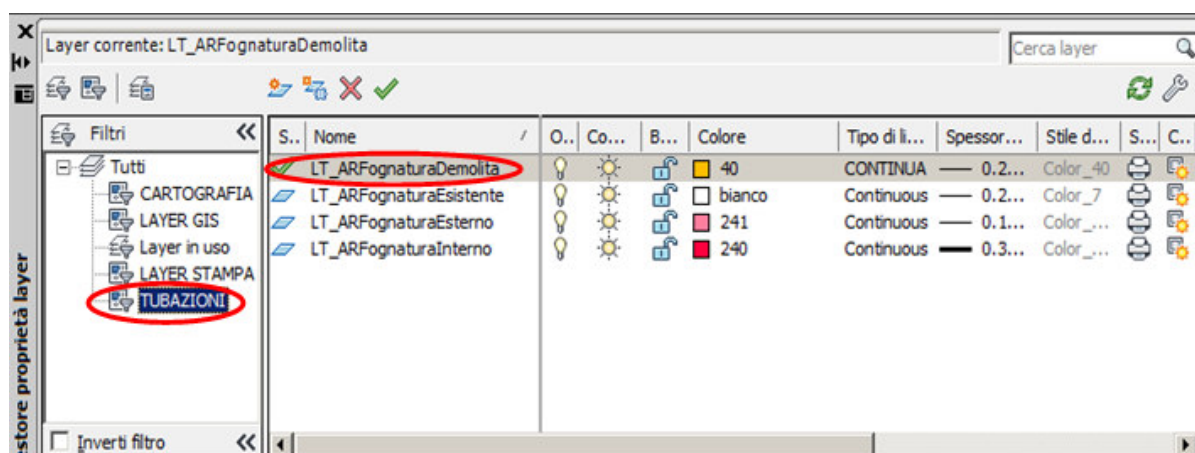 Layer corrente: LT_ARFognaturaDemolita
Cerca layer
Filtri
Tutti
CARTOGRAFIA
LAYER GIS
Layer in uso
LAYER STAMPA
TUBAZIONI
Inverti filtro
S.. Nome O.. Co... B... Colore Tipo di li... Spessor... Stile d... S... C..
LT_ARFognaturaDemolita 40 CONTINUA 0.2... Color_40
LT_ARFognaturaEsistente bianco Continuous 0.2... Color_7
LT_ARFognaturaEsterno 241 Continuous 0.1... Color_...
LT_ARFognaturaInterno 240 Continuous 0.3... Color_...
estore proprietà layer